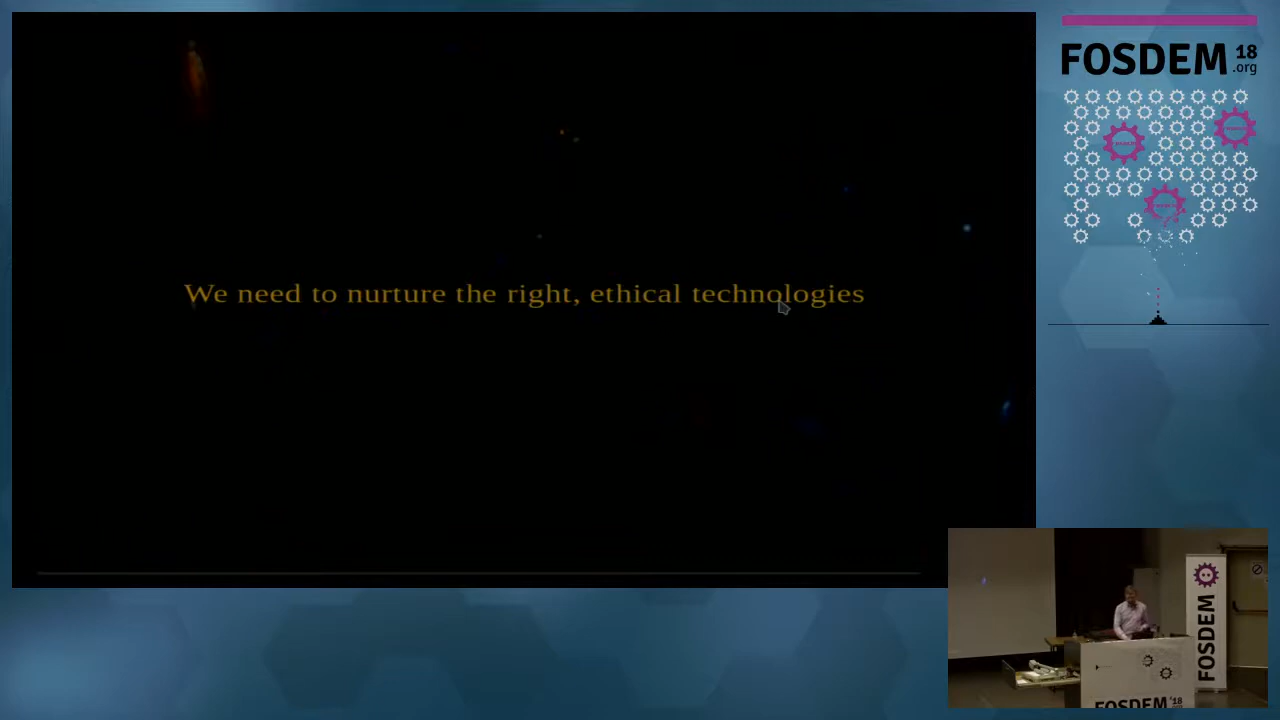 We need to nurture the right, ethical technologies
FOSDEM 18
.org
FOSDEM
FOSDEM '18